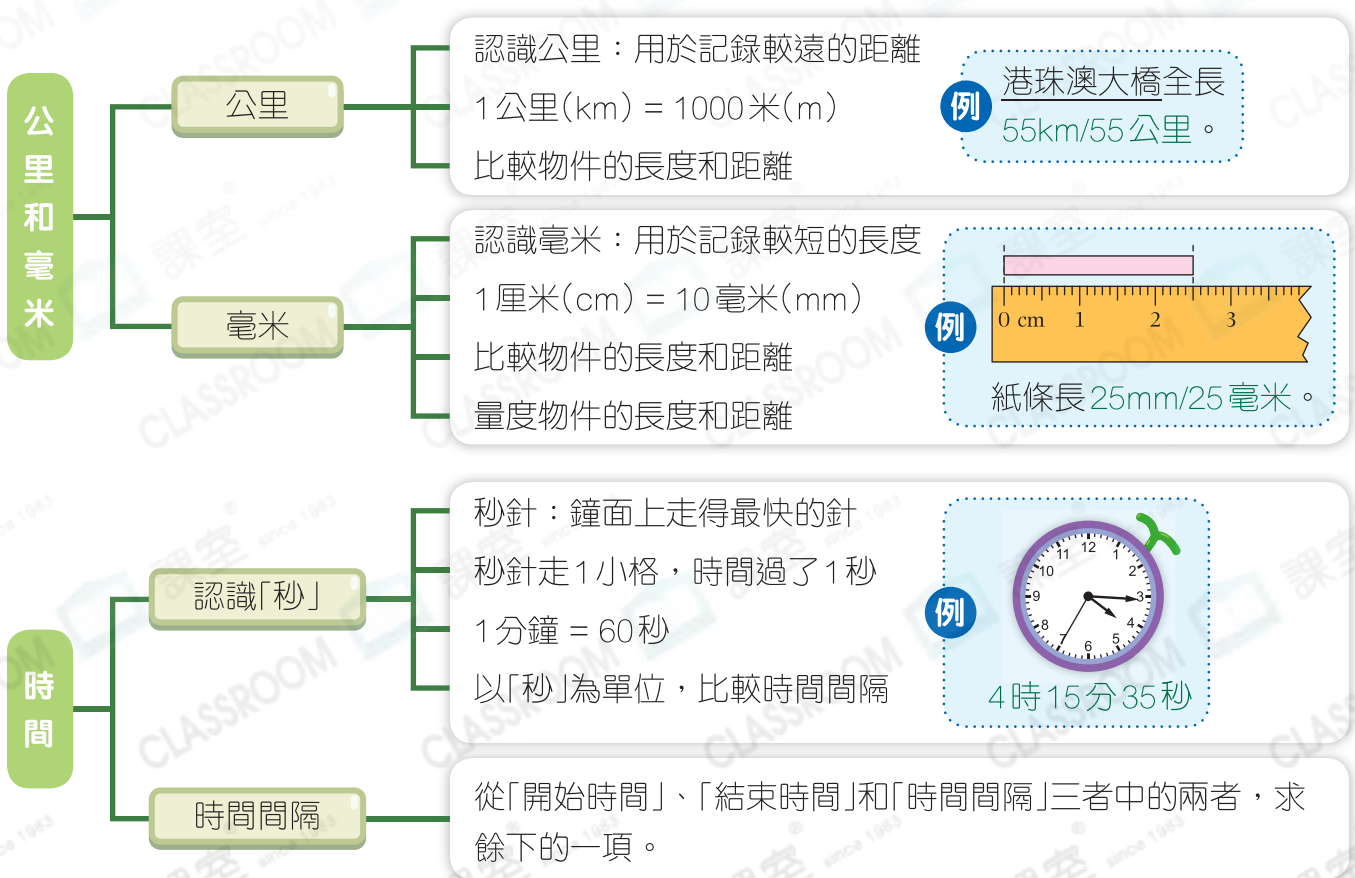 公里和毫米
公里
認識公里：用於記錄較遠的距離
1公里(km) = 1000米(m)
比較物件的長度和距離
例
港珠澳大橋全長
55km/55公里。
毫米
認識毫米：用於記錄較短的長度
1厘米(cm) = 10毫米(mm)
比較物件的長度和距離
量度物件的長度和距離
例
0 cm 1 2 3
紙條長25mm/25毫米。
時間
認識「秒」
秒針：鐘面上走得最快的針
秒針走1小格，時間過了1秒
1分鐘 = 60秒
以「秒」為單位，比較時間間隔
例
12 1 2 3 4 5 6 7 8 9 10 11
4時15分35秒
時間間隔
從「開始時間」、「結束時間」和「時間間隔」三者中的兩者，求
餘下的一項。
課室 CLASSROOM ® since 1983